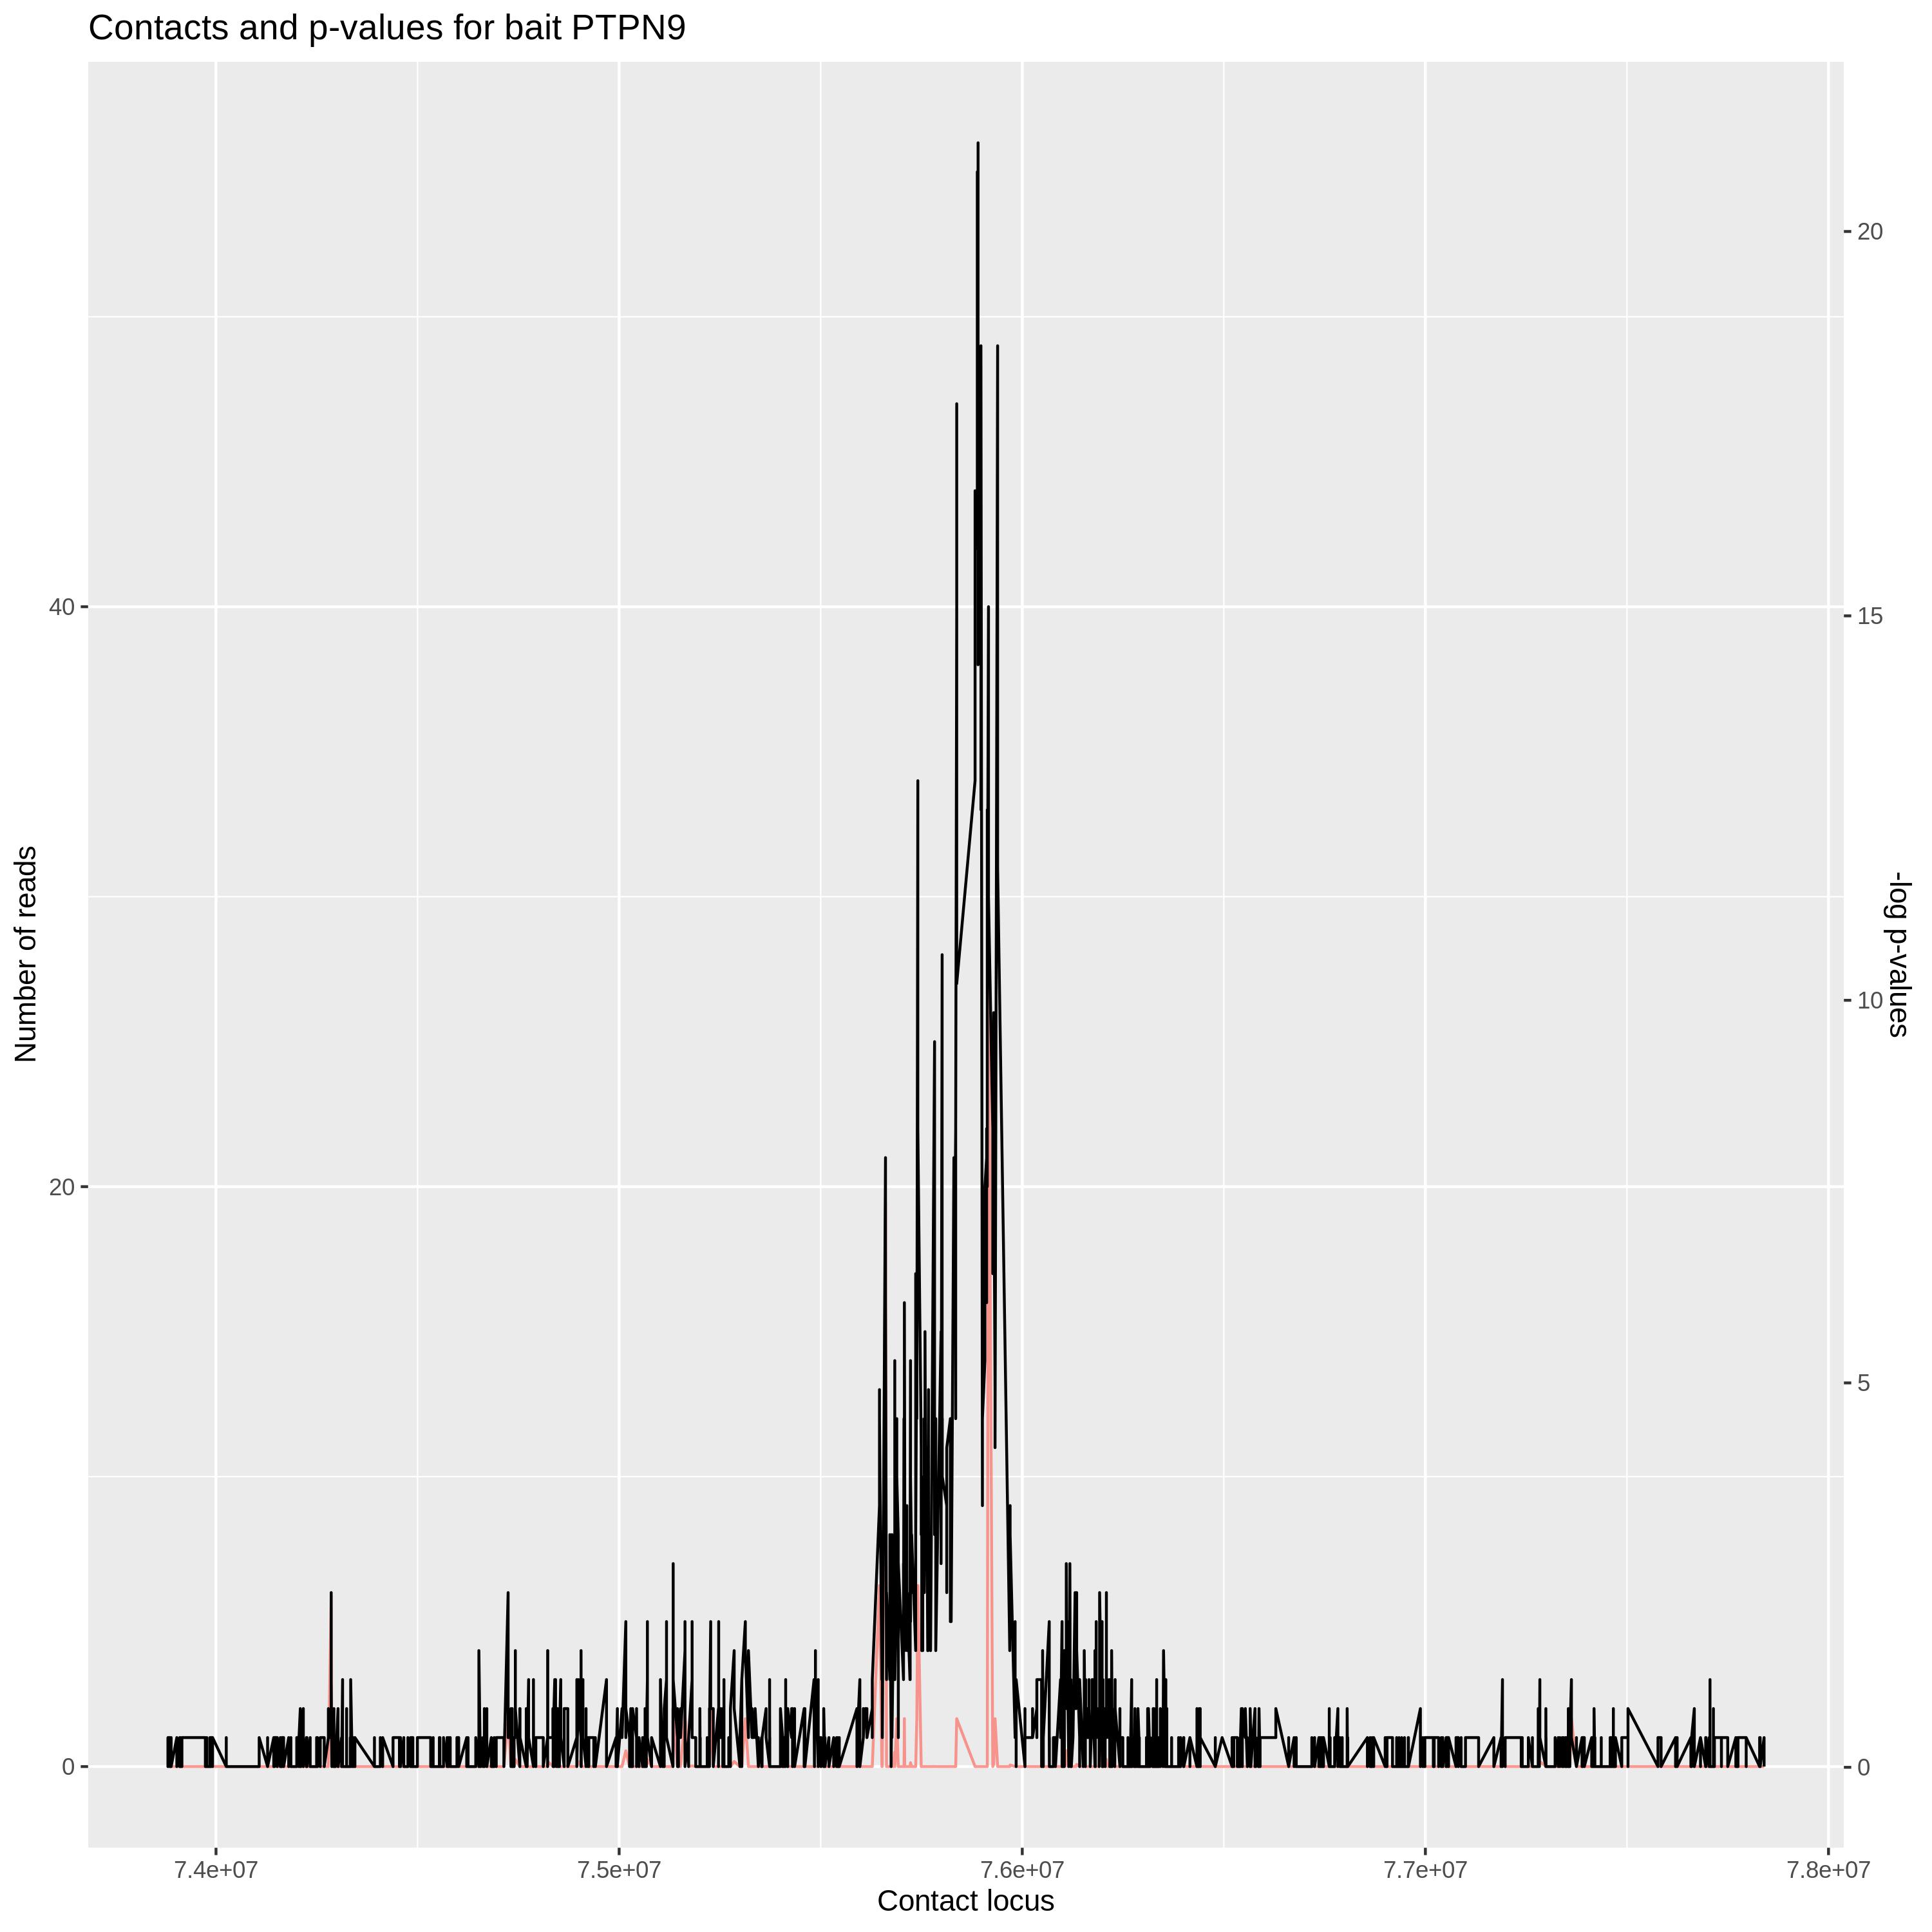 Contacts and p-values for bait PTPN9
Number of reads
40
20
0
20
15
10
5
0
-log p-values
7.4e+07
7.5e+07
7.6e+07
7.7e+07
7.8e+07
Contact locus